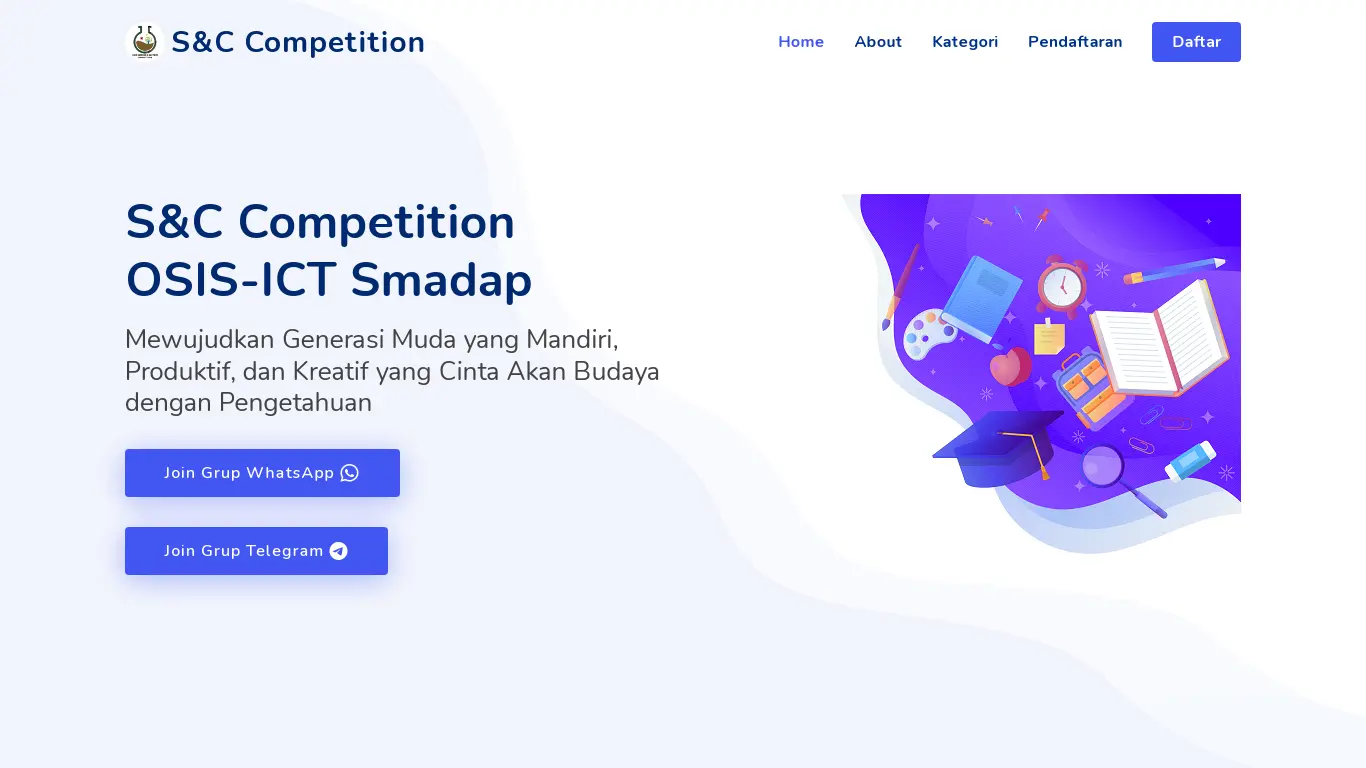 S&C Competition
Home
About
Kategori
Pendaftaran
Daftar
S&C Competition
OSIS-ICT Smadap
Mewujudkan Generasi Muda yang Mandiri,
Produktif, dan Kreatif yang Cinta Akan Budaya
dengan Pengetahuan
Join Grup WhatsApp
Join Grup Telegram